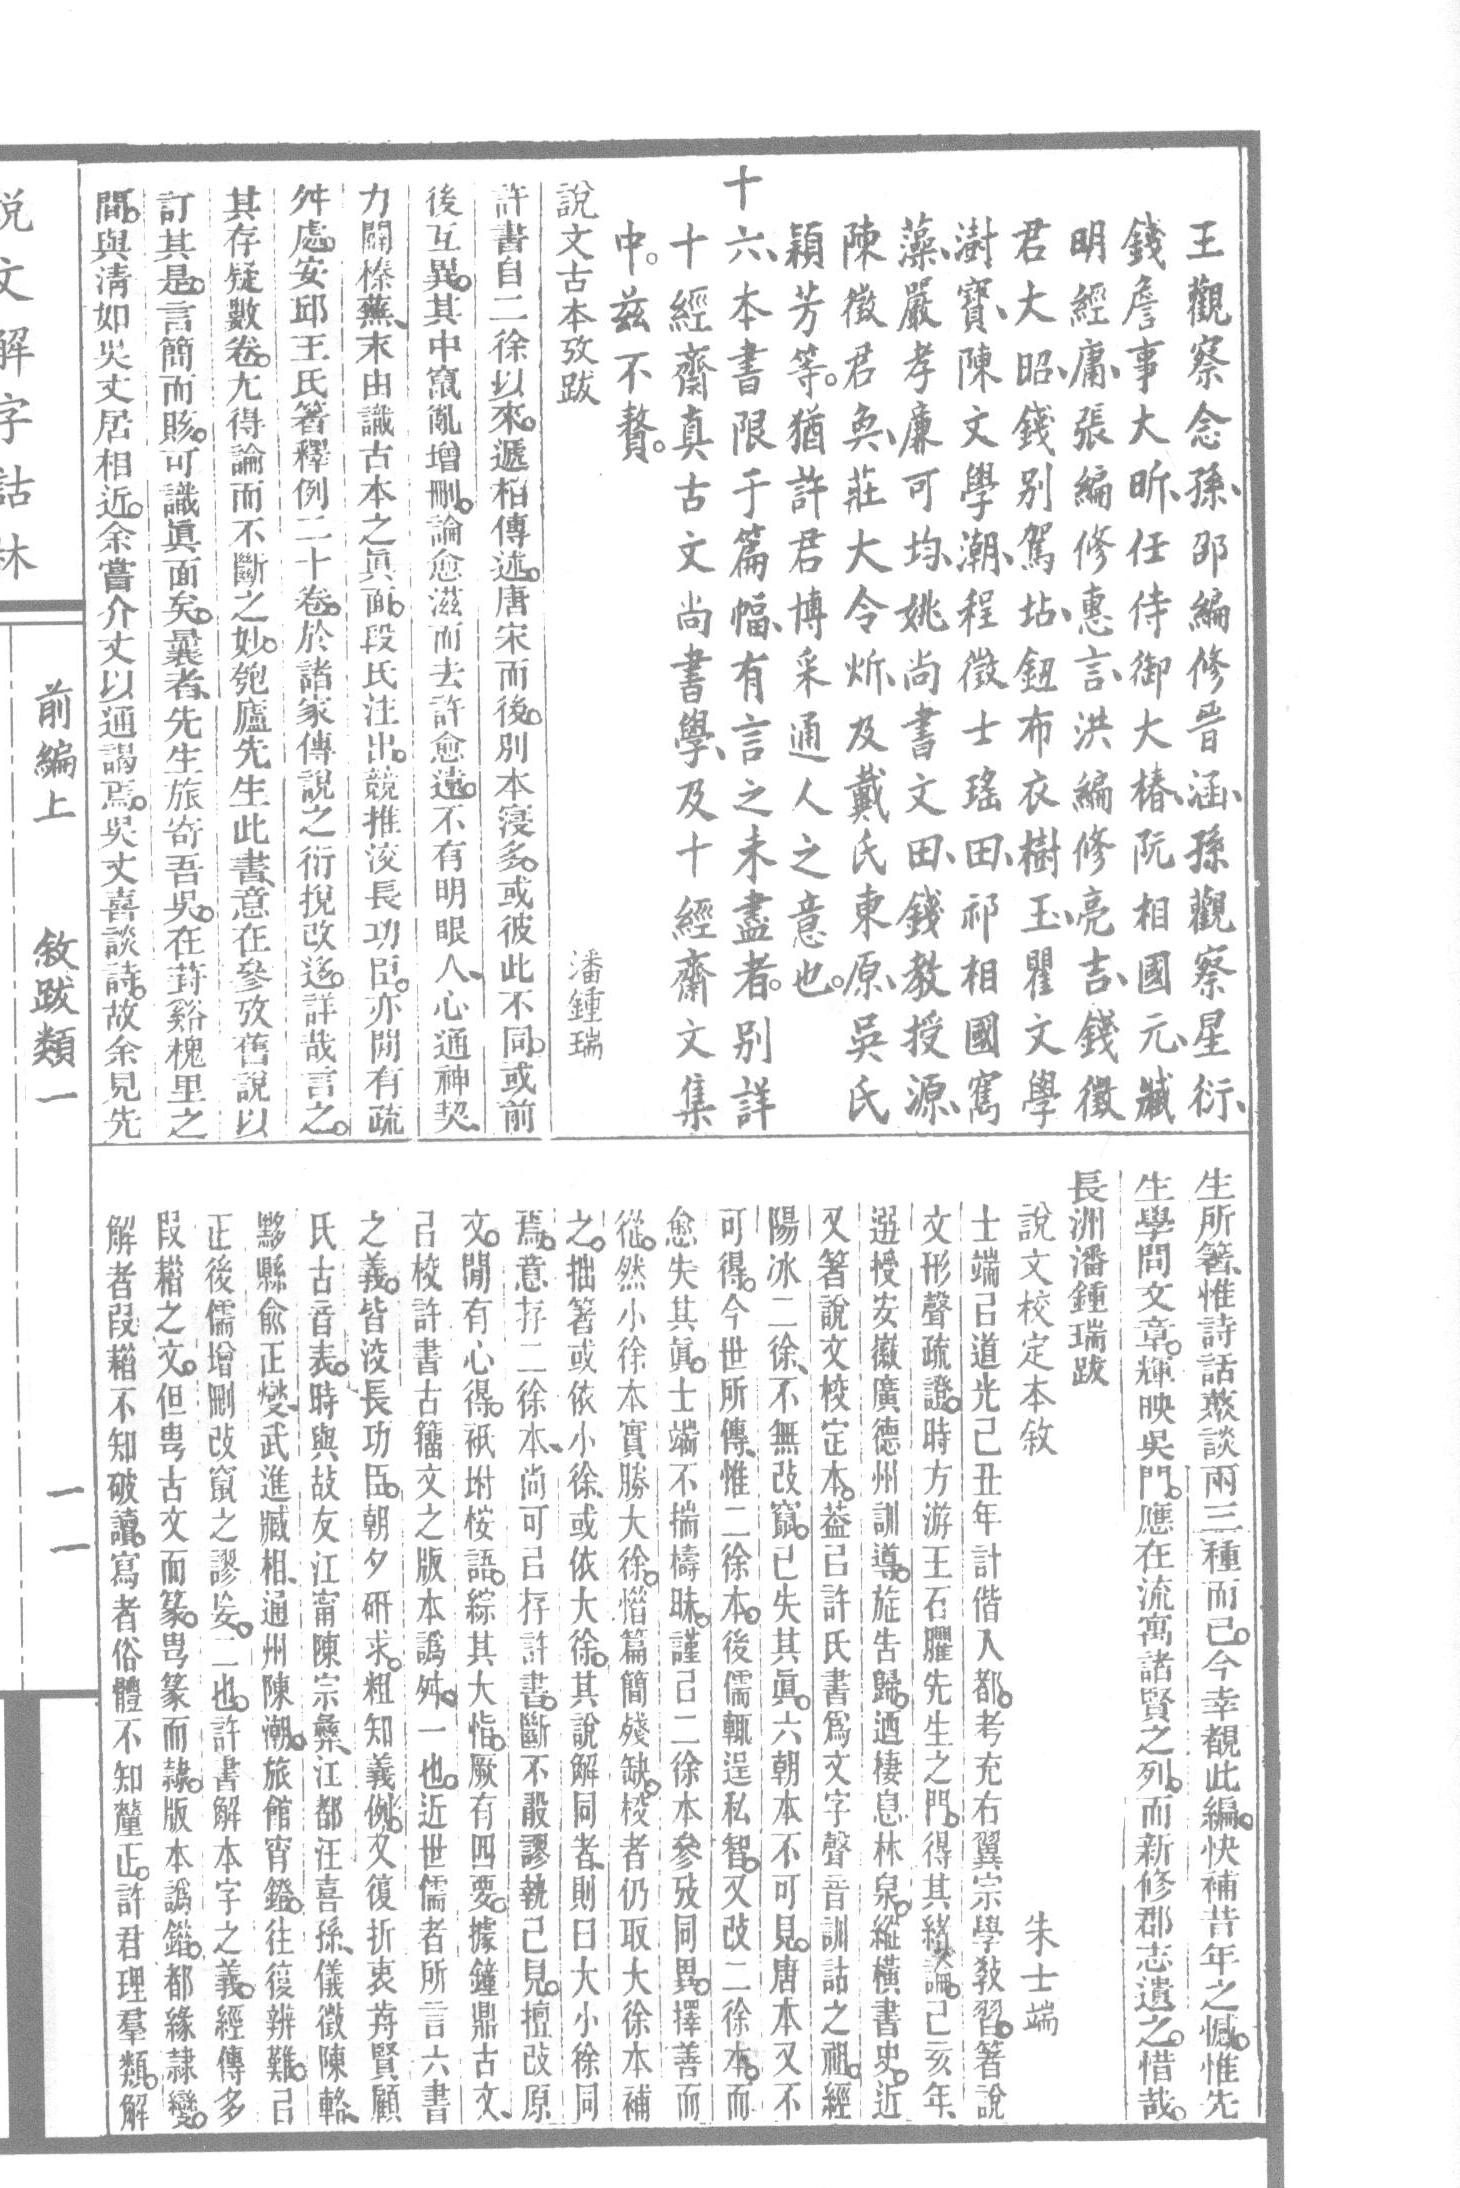 王觀察念孫、邵編修晉涵、孫觀察星衍、
錢詹事大昕、任侍御大椿、阮相國元、臧
明經庸、張編修惠言、洪編修亮吉、錢徵
君大昭、錢別駕坫、鈕布衣樹玉、瞿文學
澍寶、陳文學潮、程徵士瑤田、祁相國寯
藻、嚴孝廉可均、姚尚書文田、錢教授源、
陳徵君奐、莊大令炘、及戴氏東原、吳氏
穎芳等。猶許君博采通人之意也。
十六、本書限于篇幅、有言之未盡者。別詳
十經齋真古文尚書學、及十經齋文集
中。茲不贅。
說文古本攷跋 潘鍾瑞
許書自二徐以來。遞相傳述。唐宋而後。別本寖多。或彼此不同。或前
後互異。其中竄亂增刪。論愈滋而去許愈遠。不有明眼人、心通神契、
力闢榛蕪、末由識古本之眞面。段氏注出。競推洨長功臣。亦閒有疏
舛處。安邱王氏箸釋例二十卷。於諸家傳說之衍挩改迻。詳哉言之。
其存疑數卷。尤得論而不斷之妙。匏廬先生此書。意在參攷舊說以
訂其是。言簡而賅。可識眞面矣。曩者、先生旅寄吾吳。在葑谿槐里之
間。與清如吳丈居相近。余嘗介丈以通謁焉。吳丈喜談詩。故余見先
生所箸、惟詩話䜩談兩三種而已。今幸覩此編。快補昔年之憾。惟先
生學問文章。輝映吳門。應在流寓諸賢之列。而新修郡志遺之。惜哉。
長洲潘鍾瑞跋
說文校定本敘 朱士端
士端㠯道光己丑年計偕入都。考充右翼宗學敎習。箸說
文形聲疏證。時方游王石臞先生之門。得其緒論。己亥年、
選授安徽廣德州訓導。旋告歸。迺棲息林泉。縱橫書史。近
又箸說文校定本。葢㠯許氏書爲文字聲音訓詁之祖。經
陽冰二徐、不無改竄。已失其眞。六朝本不可見。唐本又不
可得。今世所傳、惟二徐本。後儒輒逞私智。又改二徐本。而
愈失其眞。士端不揣檮昧。謹㠯二徐本參攷同異。擇善而
從。然小徐本實勝大徐。惜篇簡殘缺。校者仍取大徐本補
之。拙箸或依小徐、或依大徐。其說解同者、則曰大小徐同
焉。意存二徐本、尚可㠯存許書。斷不敢謬執己見。擅改原
文。閒有心得。祇坿桉語。綜其大恉。厥有四要。據鐘鼎古文、
㠯校許書古籀文之版本譌舛。一也。近世儒者所言六書
之義。皆洨長功臣。朝夕硏求。粗知義例。又復折衷歬賢顧
氏古音表。時與故友江甯陳宗彝、江都汪喜孫、儀徵陳輅、
黟縣俞正燮、武進臧相、通州陳潮。旅館宵鐙。往復辨難。㠯
正後儒增刪改竄之謬妄。二也。許書解本字之義。經傳多
叚耤之文。但𠷎古文而篆。𠷎篆而隸。版本譌錯。都緣隸變。
解者叚耤不知破讀。寫者俗體不知釐正。許君理羣類。解
說文解字詁林
前編上 敘跋類一
一一